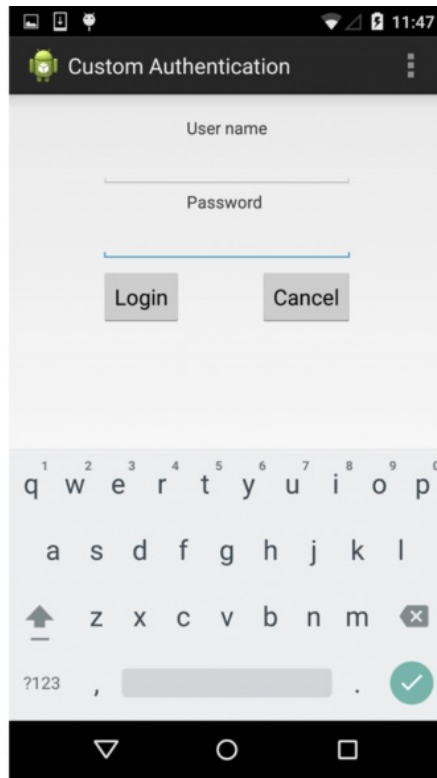 11:47
Custom Authentication
User name
Password
Login Cancel
1 2 3 4 5 6 7 8 9 0
q w e r t y u i o p
a s d f g h j k l
z x c v b n m
?123 , .